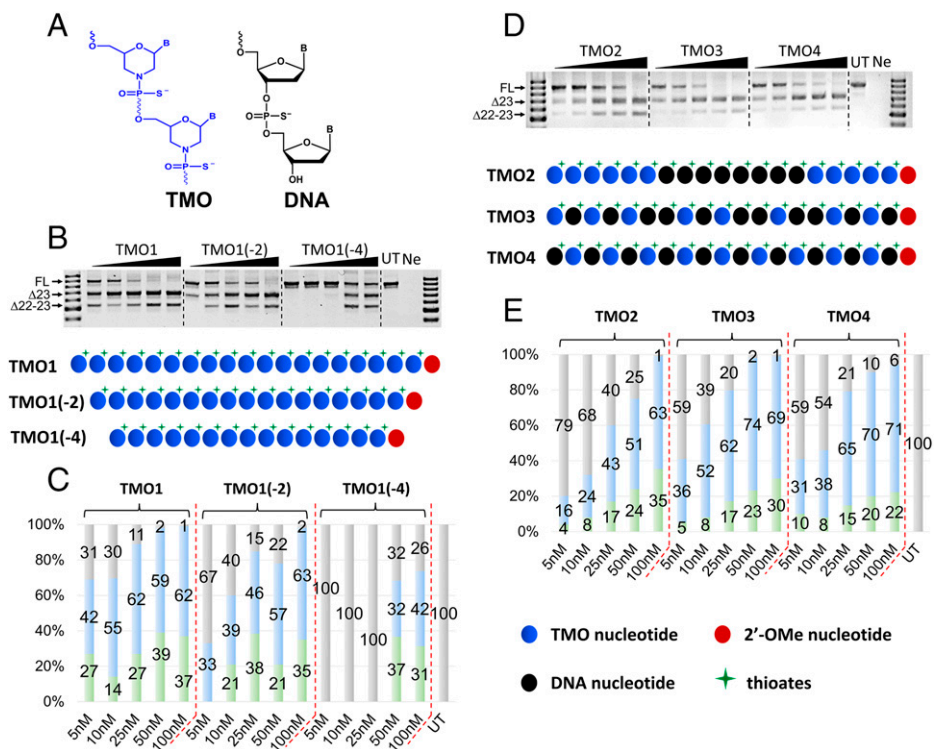 A
O
O
B
N
O=P-S⁻
O
O
B
N
O=P-S⁻
TMO
O
O
B
O
O=P-S⁻
O
O
B
OH
DNA
B
TMO1 TMO1(-2) TMO1(-4) UT Ne
FL
Δ23
Δ22-23
TMO1
TMO1(-2)
TMO1(-4)
C
TMO1 TMO1(-2) TMO1(-4)
100%
80%
60%
40%
20%
0%
31 30 11 2 1
42 55 62 59 62
27 14 27 39 37
67 40 15 22 2
33 39 46 57 63
21 38 21 35
100 100 100 32 26
32 42
37 31
100
5nM 10nM 25nM 50nM 100nM 5nM 10nM 25nM 50nM 100nM 5nM 10nM 25nM 50nM 100nM UT
D
TMO2 TMO3 TMO4 UT Ne
FL
Δ23
Δ22-23
TMO2
TMO3
TMO4
E
TMO2 TMO3 TMO4
100%
80%
60%
40%
20%
0%
79 68 40 25 1
16 24 43 51 63
4 8 17 24 35
59 39 20 2 1
36 52 62 74 69
5 8 17 23 30
59 54 21 10 6
31 38 65 70 71
10 8 15 20 22
100
5nM 10nM 25nM 50nM 100nM 5nM 10nM 25nM 50nM 100nM 5nM 10nM 25nM 50nM 100nM UT
TMO nucleotide
2'-OMe nucleotide
DNA nucleotide
thioates